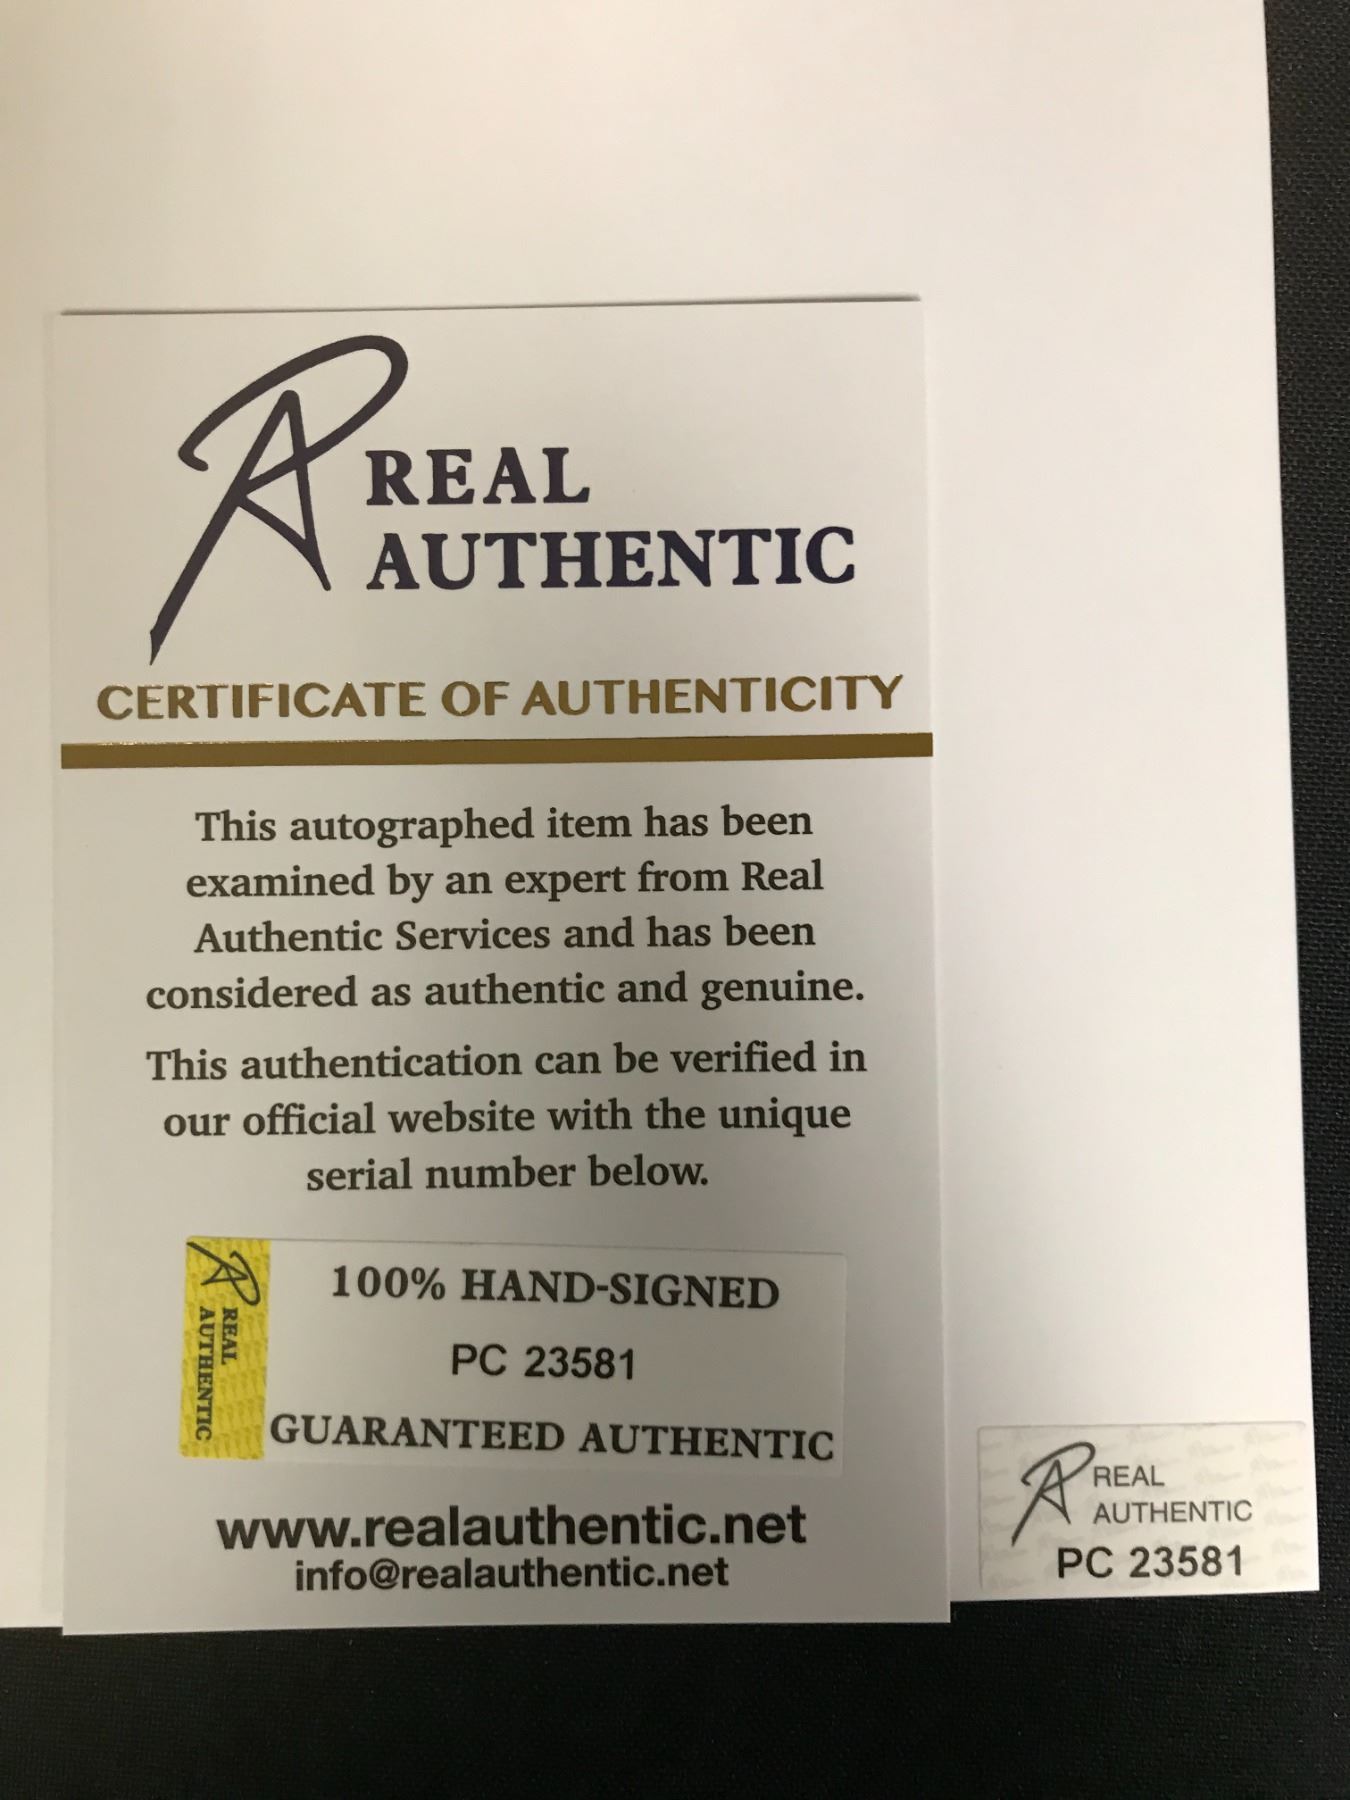 REAL
AUTHENTIC
CERTIFICATE OF AUTHENTICITY
This autographed item has been
examined by an expert from Real
Authentic Services and has been
considered as authentic and genuine.
This authentication can be verified in
our official website with the unique
serial number below.
REAL
AUTHENTIC
100% HAND-SIGNED
PC 23581
GUARANTEED AUTHENTIC
www.realauthentic.net
info@realauthentic.net
REAL
AUTHENTIC
PC 23581